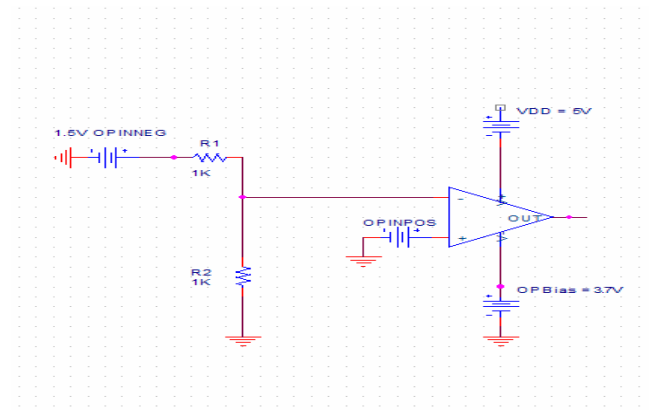 VDD = 5V
1.5V OPINNEG
R1
1K
-
OPINPOS
OUT
+
R2
1K
OPBias = 3.7V